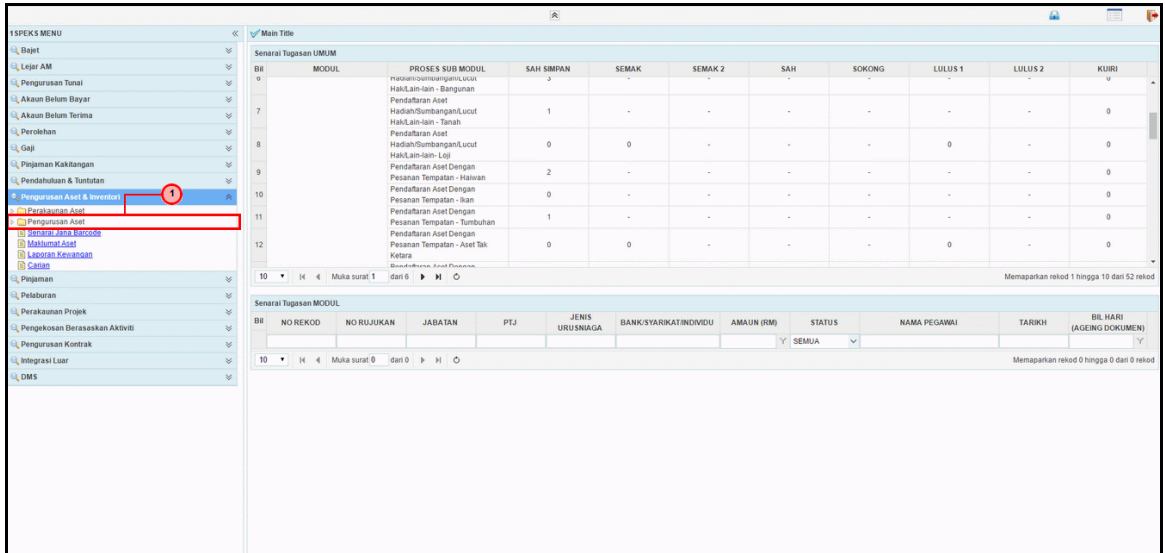 1SPEKS MENU
Main Title
Bajet
Lejar AM
Pengurusan Tunai
Akaun Belum Bayar
Akaun Belum Terima
Perolehan
Gaji
Pinjaman Kakitangan
Pendahuluan & Tuntutan
Pengurusan Aset & Inventori
1
Perakaunan Aset
Pengurusan Aset
Senarai Jana Barcode
Maklumat Aset
Laporan Kewangan
Carian
Pinjaman
Pelaburan
Perakaunan Projek
Pengekosan Berasaskan Aktiviti
Pengurusan Kontrak
Integrasi Luar
DMS
Senarai Tugasan UMUM
Bil MODUL PROSES SUB MODUL SAH SIMPAN SEMAK SEMAK 2 SAH SOKONG LULUS 1 LULUS 2 KUIRI
Hadiah/Sumbangan/Lucut
Hak/Lain-lain - Bangunan
Pendaftaran Aset
7 Hadiah/Sumbangan/Lucut 1 - - - - - - 0
Hak/Lain-lain - Tanah
Pendaftaran Aset
8 Hadiah/Sumbangan/Lucut 0 0 - - - 0 - 0
Hak/Lain-lain- Loji
Pendaftaran Aset Dengan
9 2 - - - - - - 0
Pesanan Tempatan - Haiwan
Pendaftaran Aset Dengan
10 0 - - - - - - 0
Pesanan Tempatan - Ikan
Pendaftaran Aset Dengan
11 1 - - - - - - 0
Pesanan Tempatan - Tumbuhan
Pendaftaran Aset Dengan
12 Pesanan Tempatan - Aset Tak 0 0 - - - 0 - 0
Ketara
Pendaftaran Aset Dengan
10 Muka surat 1 dari 6 Memaparkan rekod 1 hingga 10 dari 52 rekod
Senarai Tugasan MODUL
Bil NO REKOD NO RUJUKAN JABATAN PTJ JENIS URUSNIAGA BANK/SYARIKAT/INDIVIDU AMAUN (RM) STATUS NAMA PEGAWAI TARIKH BIL HARI (AGEING DOKUMEN)
SEMUA
10 Muka surat 0 dari 0 Memaparkan rekod 0 hingga 0 dari 0 rekod